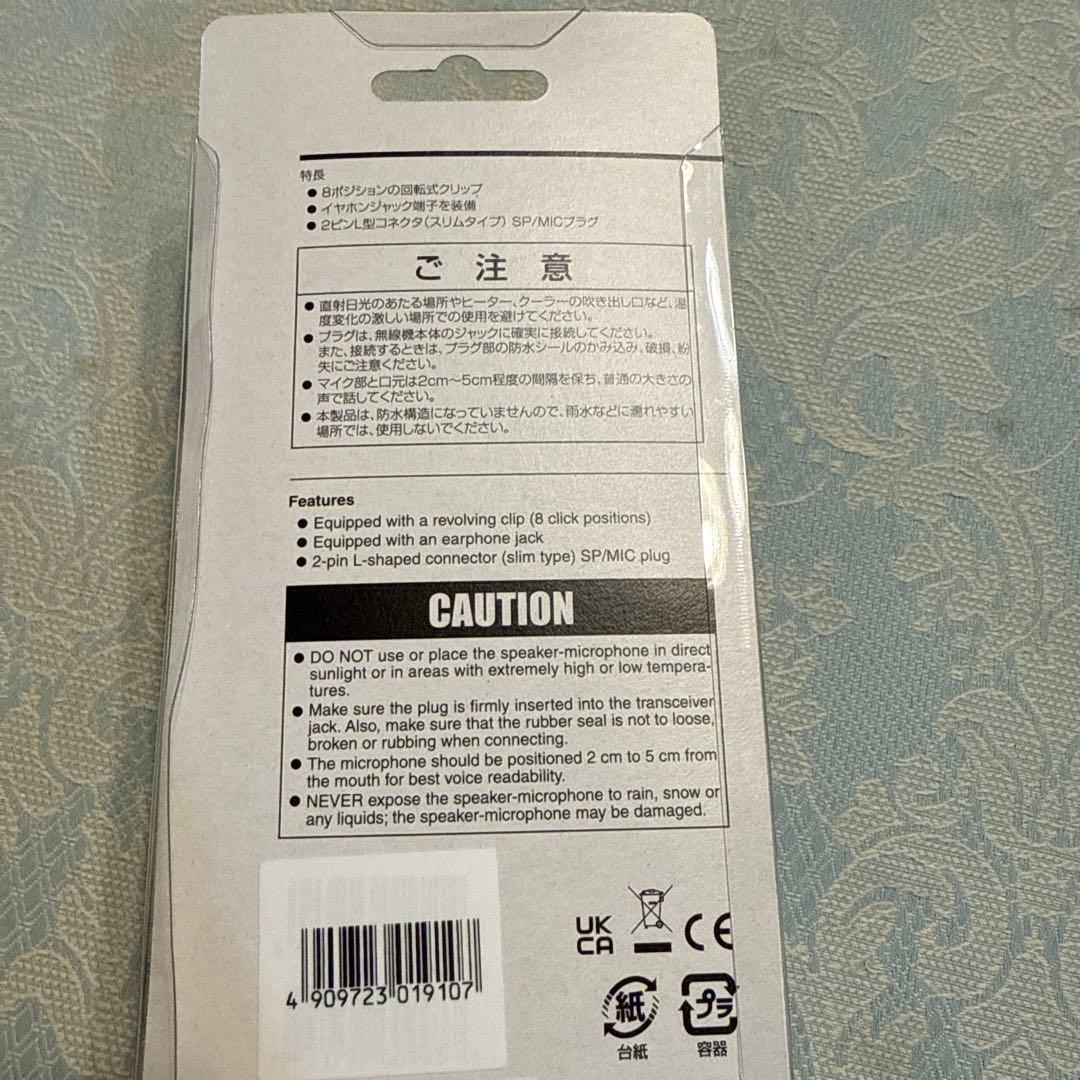 特長
● 8ポジションの回転式クリップ
● イヤホンジャック端子を装備
● 2ピンL型コネクタ(スリムタイプ) SP/MICプラグ
ご 注 意
● 直射日光のあたる場所やヒーター、クーラーの吹き出し口など、温
度変化の激しい場所での使用を避けてください。
● プラグは、無線機本体のジャックに確実に接続してください。
また、接続するときは、プラグ部の防水シールのかみ込み、破損、紛
失にご注意ください。
● マイク部と口元は2cm～5cm程度の間隔を保ち、普通の大きさの
声で話してください。
● 本製品は、防水構造になっていませんので、雨水などに濡れやすい
場所では、使用しないでください。
Features
● Equipped with a revolving clip (8 click positions)
● Equipped with an earphone jack
● 2-pin L-shaped connector (slim type) SP/MIC plug
CAUTION
● DO NOT use or place the speaker-microphone in direct
sunlight or in areas with extremely high or low tempera-
tures.
● Make sure the plug is firmly inserted into the transceiver
jack. Also, make sure that the rubber seal is not to loose,
broken or rubbing when connecting.
● The microphone should be positioned 2 cm to 5 cm from
the mouth for best voice readability.
● NEVER expose the speaker-microphone to rain, snow or
any liquids; the speaker-microphone may be damaged.
UK
CA
CE
4 909723 019107
紙
プラ
台紙
容器